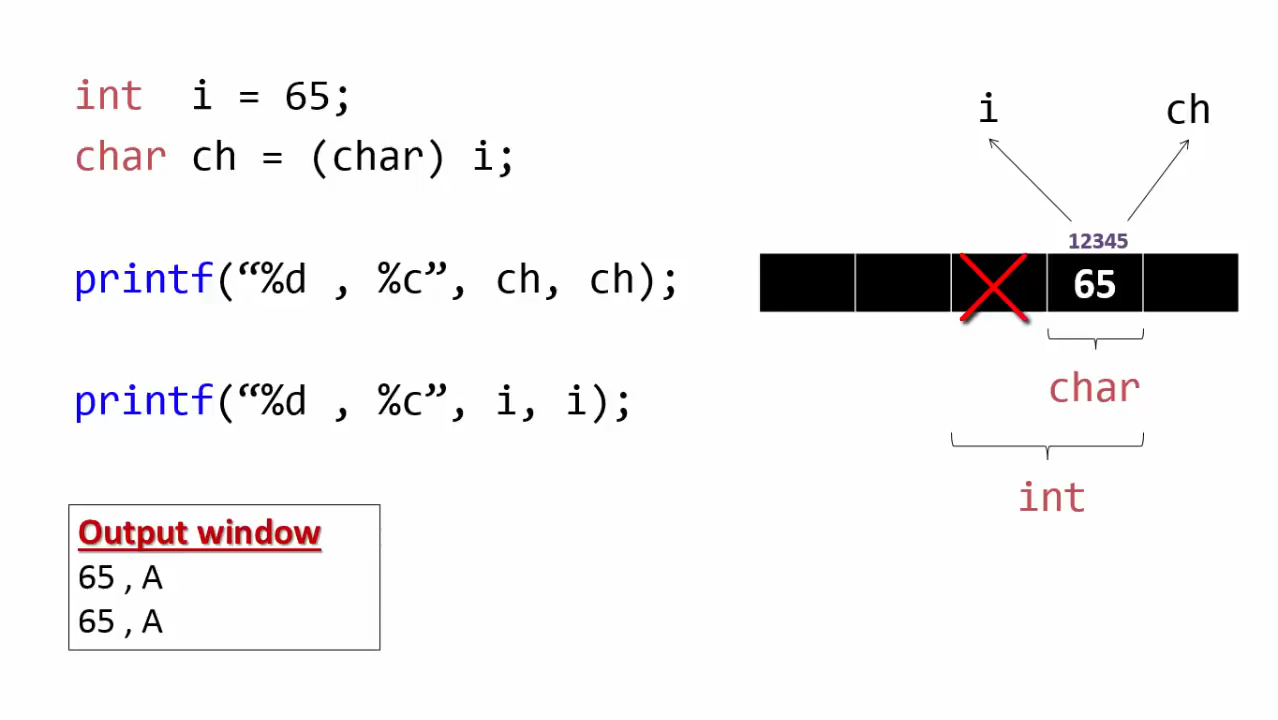 int i = 65;
char ch = (char) i;
printf(“%d , %c”, ch, ch);
printf(“%d , %c”, i, i);
Output window
65 , A
65 , A
i ch
12345
65
char
int